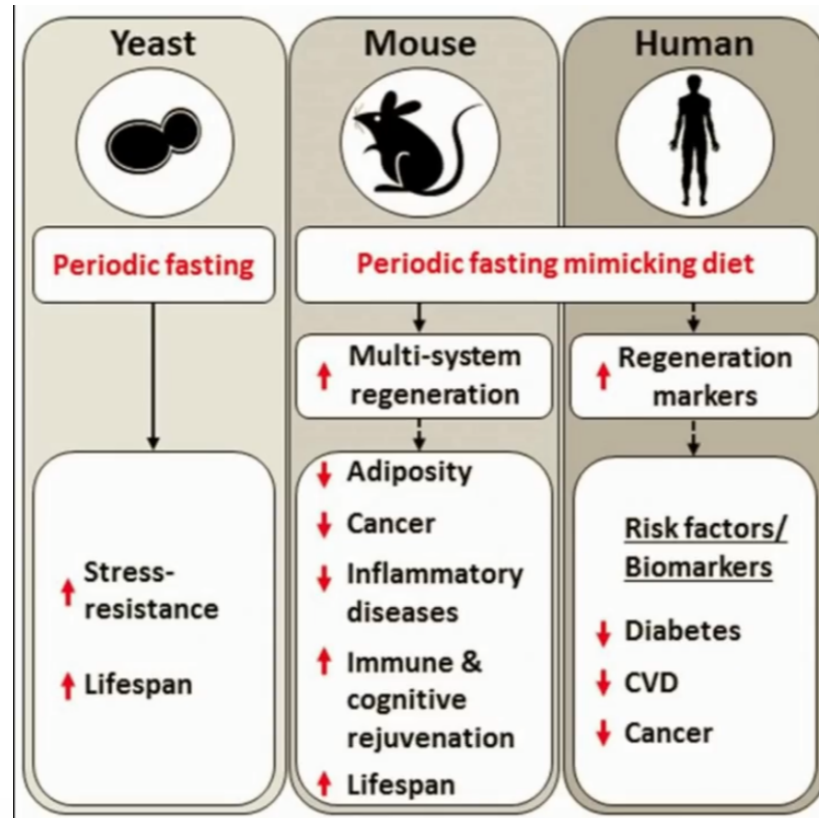 Yeast
Periodic fasting
Stress-
resistance
Lifespan
Mouse
Human
Periodic fasting mimicking diet
Multi-system
regeneration
Adiposity
Cancer
Inflammatory
diseases
Immune &
cognitive
rejuvenation
Lifespan
Regeneration
markers
Risk factors/
Biomarkers
Diabetes
CVD
Cancer